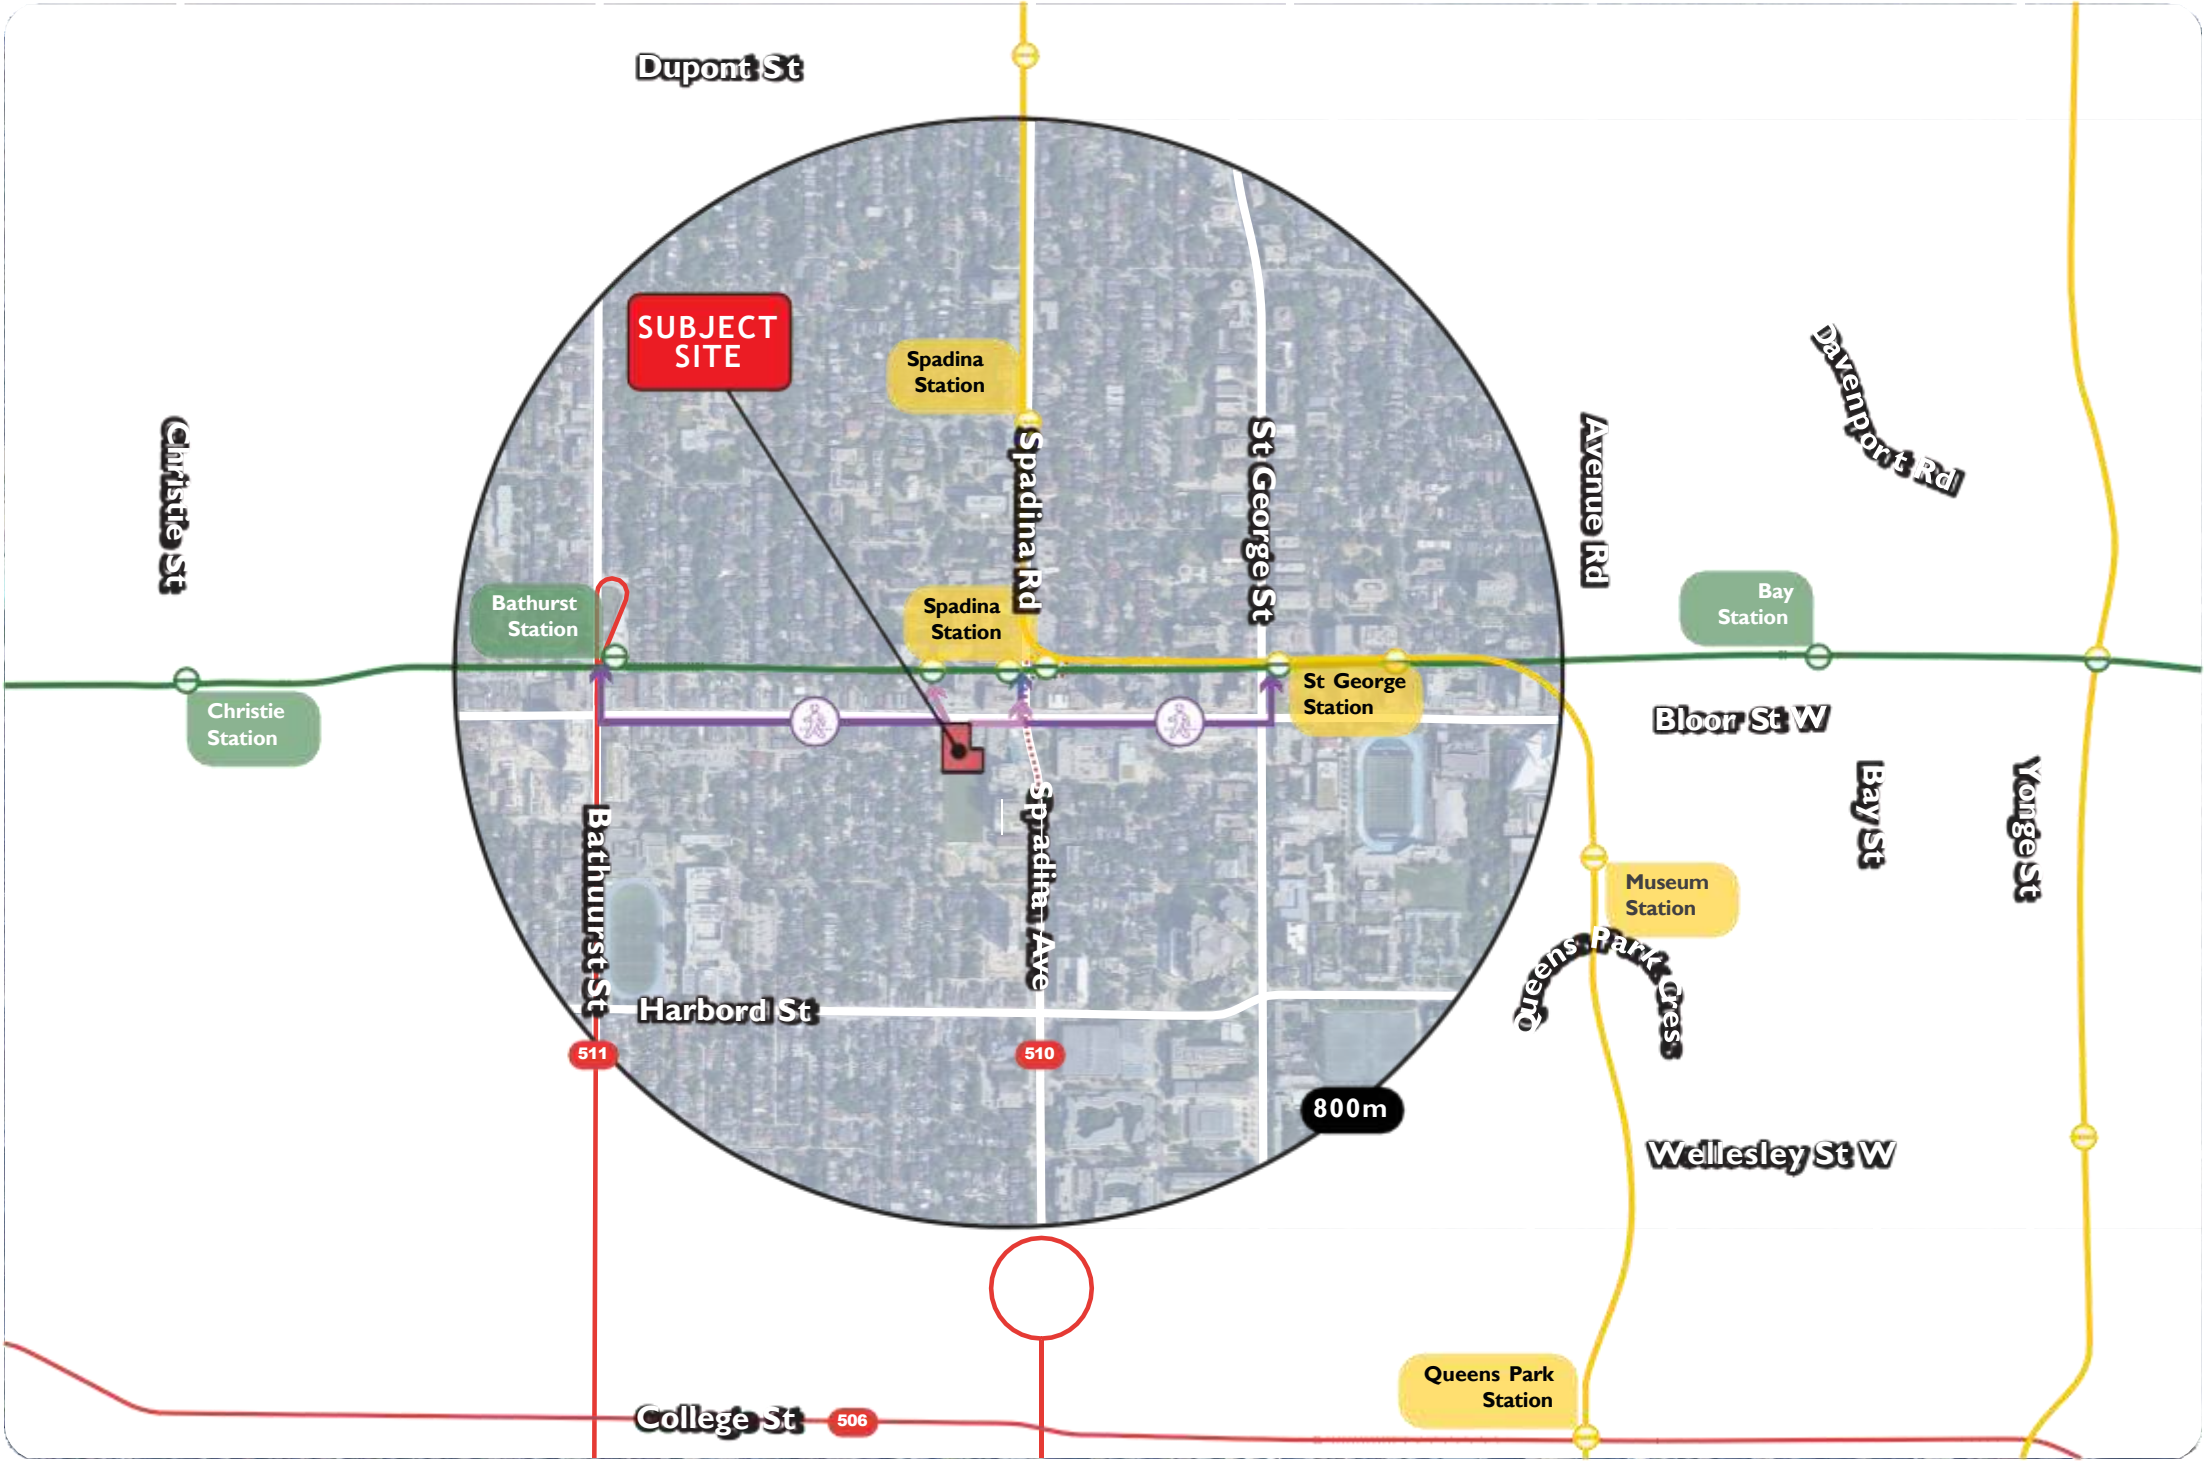 Dupont St
SUBJECT
SITE
Spadina
Station
Davenport Rd
Christie St
Spadina Rd
St George St
Avenue Rd
Bathurst
Station
Spadina
Station
Bay
Station
Christie
Station
St George
Station
Bloor St W
Bathuurst St
Spradina Ave
Bay St
Yonge St
Museum
Station
Queens Park Cres
Harbord St
511
510
800m
Wellesley St W
Queens Park
Station
College St
506